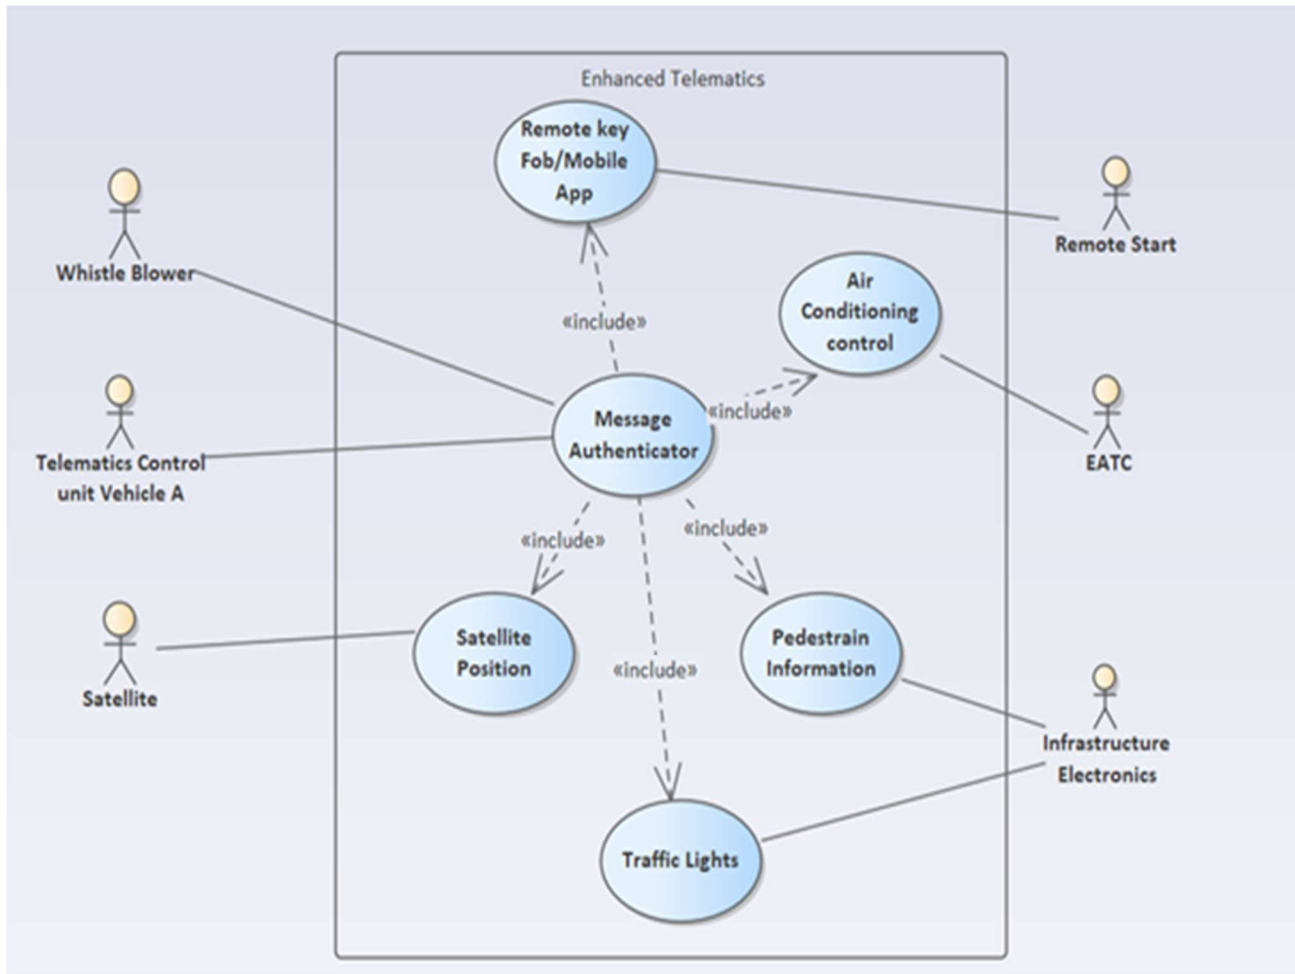 Enhanced Telematics
Remote key
Fob/Mobile
App
Whistle Blower
Remote Start
Air
Conditioning
control
«include»
«include»
Message
Authenticator
Telematics Control
unit Vehicle A
EATC
«include»
«include»
Satellite
Position
Pedestrain
Information
«include»
Satellite
Infrastructure
Electronics
Traffic Lights